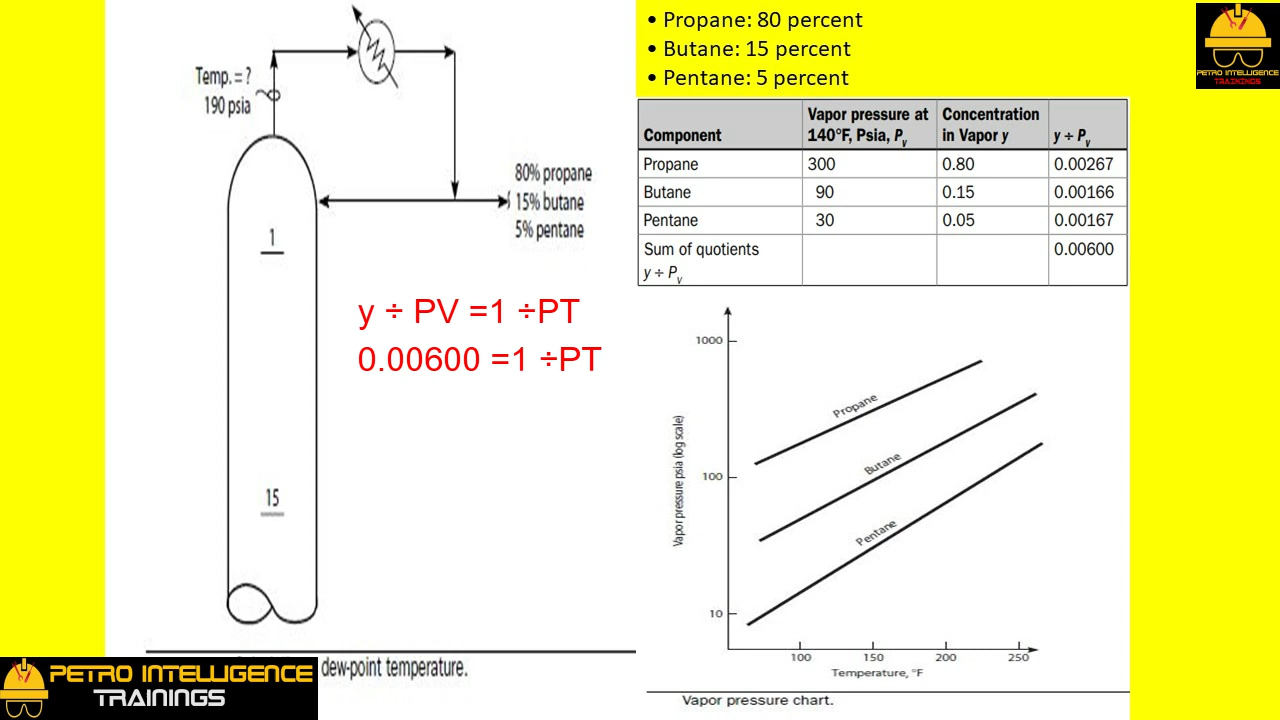 • Propane: 80 percent
• Butane: 15 percent
• Pentane: 5 percent
PETRO INTELLIGENCE
TRAININGS
Temp. = ?
190 psia
80% propane
15% butane
5% pentane
1
15
y ÷ PV =1 ÷PT
0.00600 =1 ÷PT
dew-point temperature.
PETRO INTELLIGENCE
TRAININGS
Component Vapor pressure at 140°F, Psia, Pv Concentration in Vapor y y ÷ Pv
Propane 300 0.80 0.00267
Butane 90 0.15 0.00166
Pentane 30 0.05 0.00167
Sum of quotients y ÷ Pv 0.00600
1000
100
10
Vapor pressure psia (log scale)
Propane
Butane
Pentane
100 150 200 250
Temperature, °F
Vapor pressure chart.